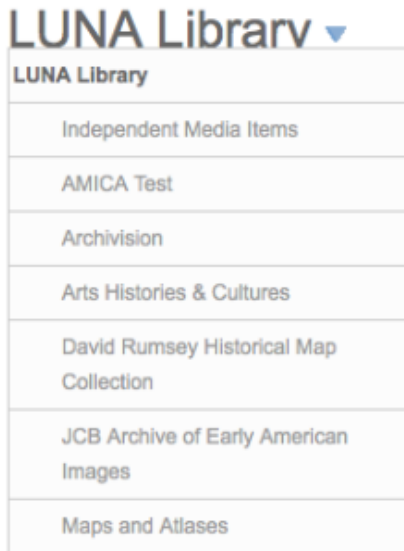 LUNA Library
LUNA Library
Independent Media Items
AMICA Test
Archivision
Arts Histories & Cultures
David Rumsey Historical Map
Collection
JCB Archive of Early American
Images
Maps and Atlases